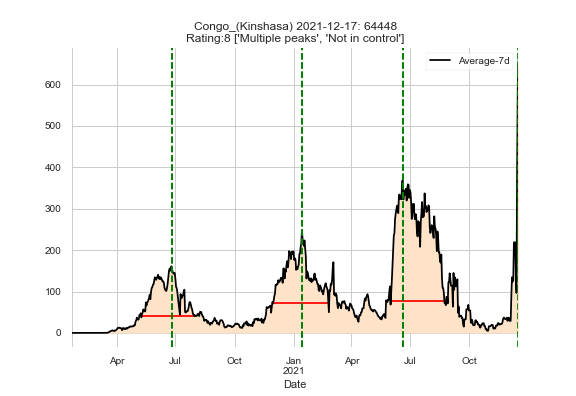 Congo_(Kinshasa) 2021-12-17: 64448
Rating:8 ['Multiple peaks', 'Not in control']
Average-7d
600
500
400
300
200
100
0
Apr Jul Oct Jan Apr Jul Oct
2021
Date